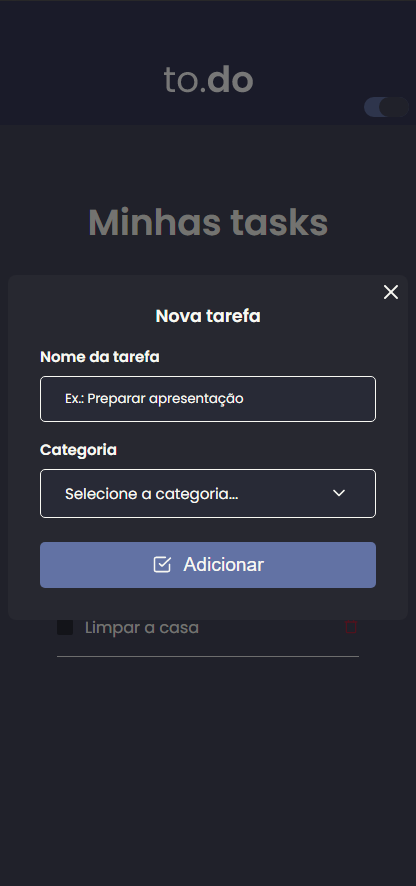 to.do
Minhas tasks
Nova tarefa
Nome da tarefa
Ex.: Preparar apresentação
Categoria
Selecione a categoria...
Adicionar
Limpar a casa